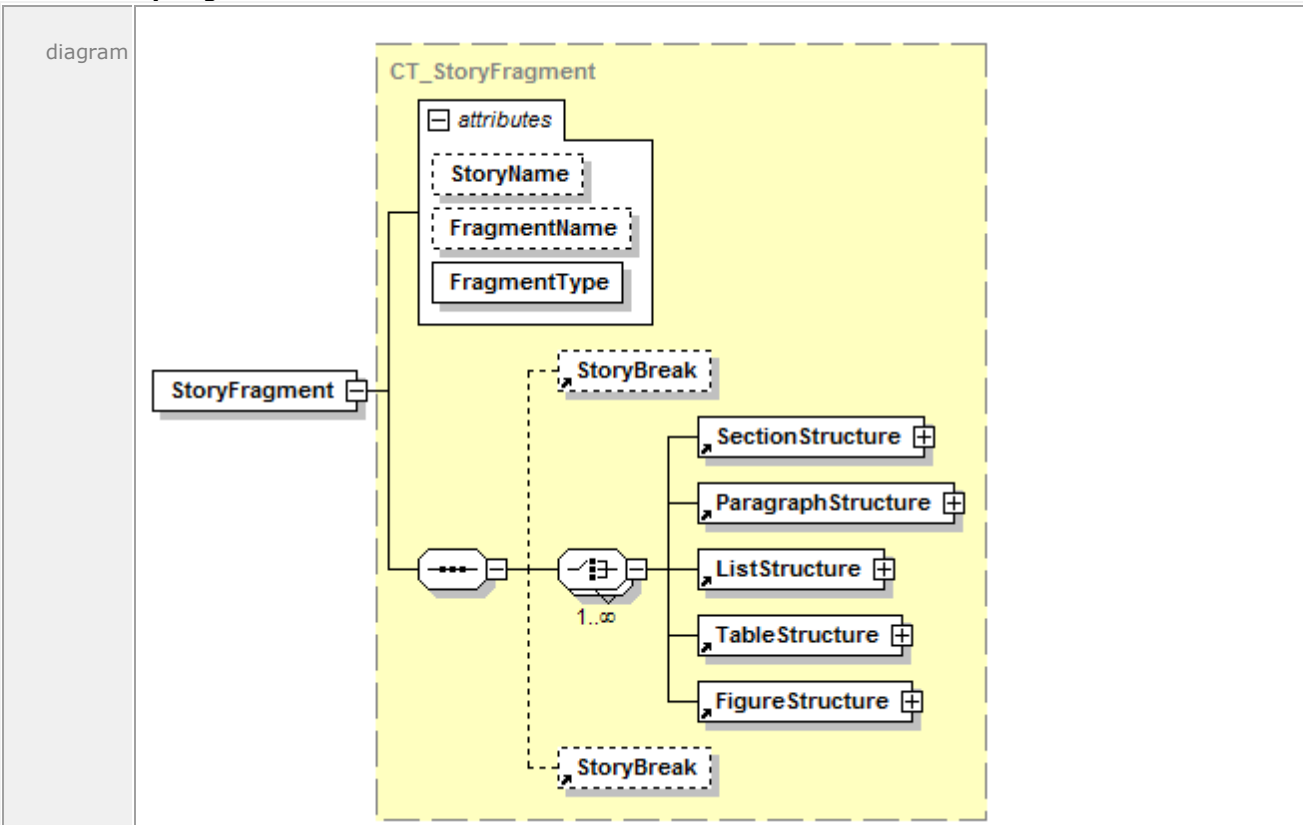 diagram
CT_StoryFragment
attributes
StoryName
FragmentName
FragmentType
StoryBreak
StoryFragment
SectionStructure
ParagraphStructure
ListStructure
1..∞
TableStructure
FigureStructure
StoryBreak